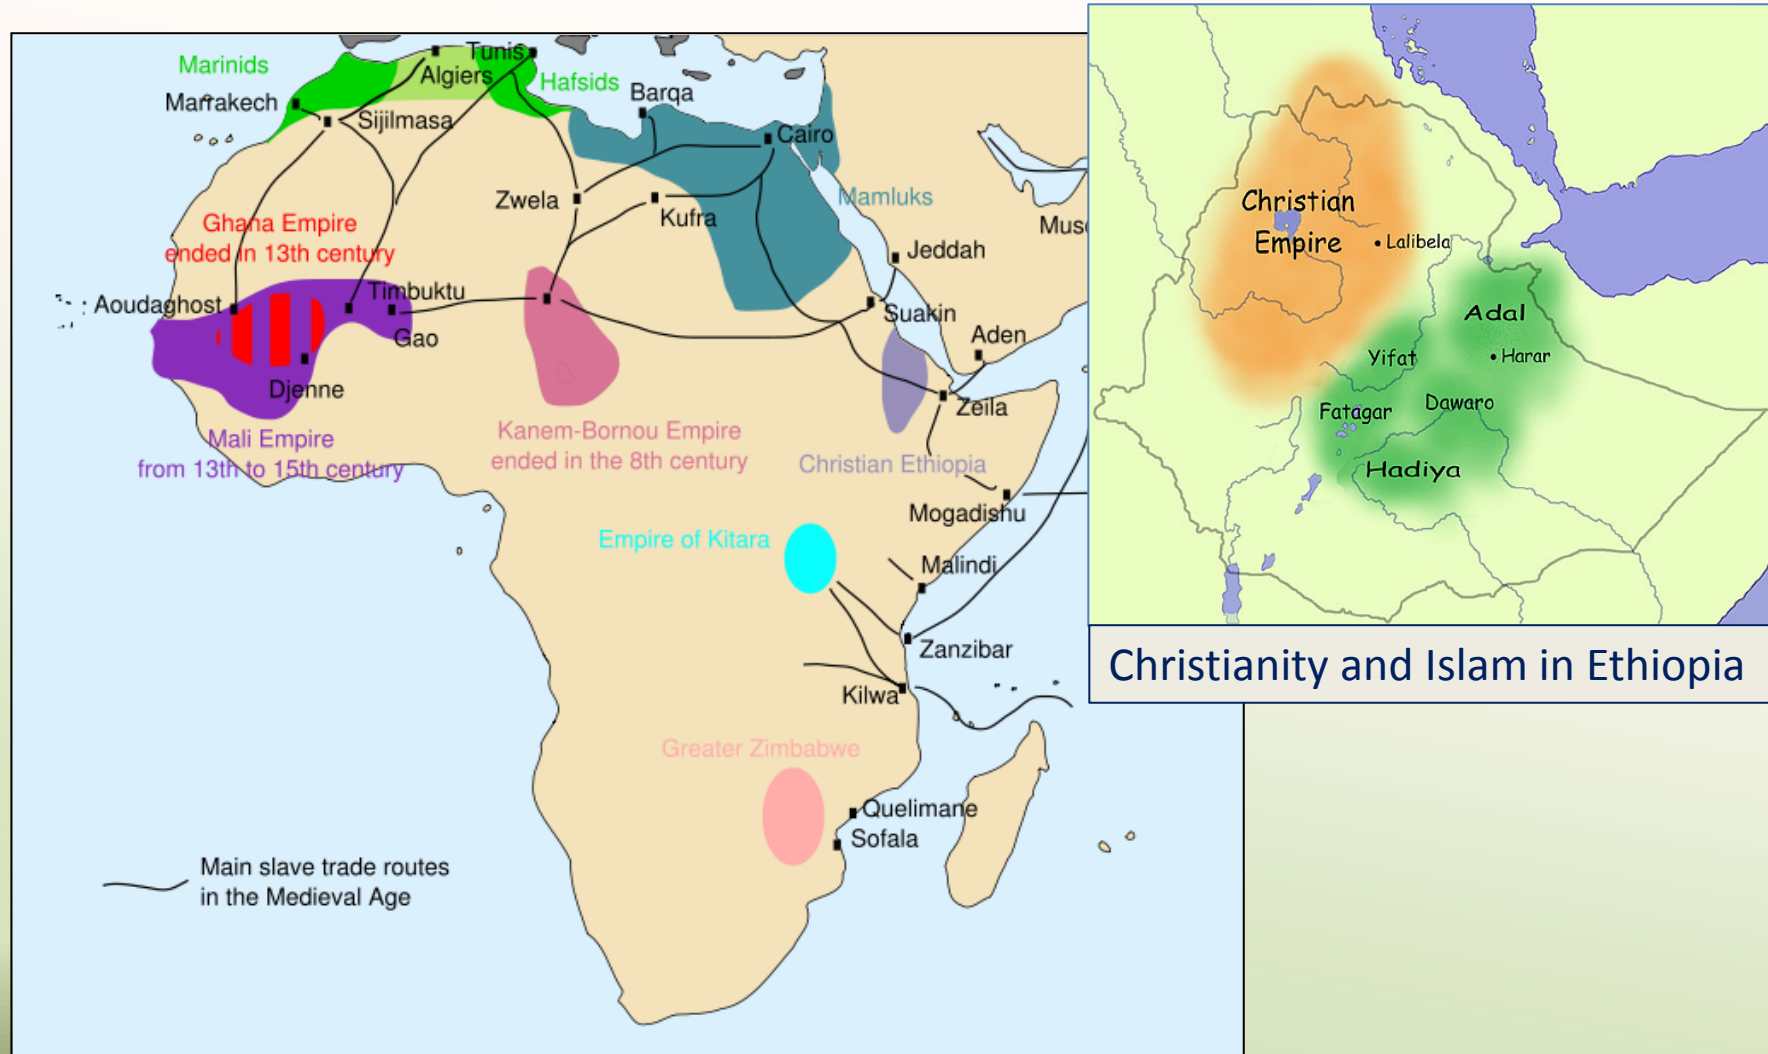 Marinids
Tunis
Algiers
Hafsids
Marrakech
Barqa
Sijilmasa
Cairo
Zwela
Kufra
Mamluks
Ghana Empire
ended in 13th century
Jeddah
Aoudaghost
Timbuktu
Gao
Suakin
Aden
Djenne
Zeila
Mali Empire
from 13th to 15th century
Kanem-Bornou Empire
ended in the 8th century
Christian Ethiopia
Mogadishu
Empire of Kitara
Malindi
Zanzibar
Kilwa
Greater Zimbabwe
Quelimane
Sofala
Main slave trade routes
in the Medieval Age
Christian
Empire
Lalibela
Adal
Yifat
Harar
Fatagar
Dawaro
Hadiya
Christianity and Islam in Ethiopia